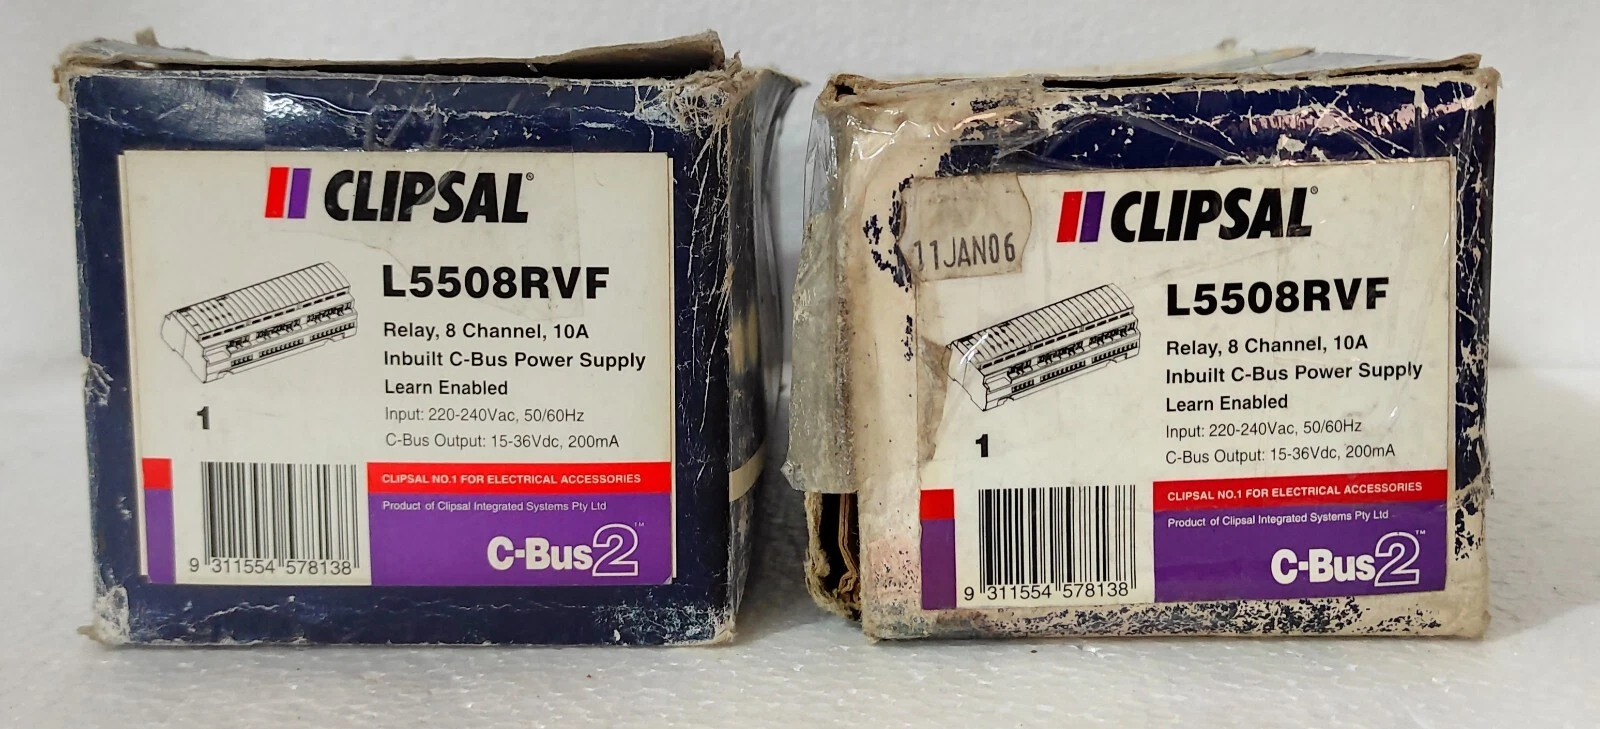 CLIPSAL®
L5508RVF
Relay, 8 Channel, 10A
Inbuilt C-Bus Power Supply
Learn Enabled
Input: 220-240Vac, 50/60Hz
C-Bus Output: 15-36Vdc, 200mA
1
CLIPSAL NO.1 FOR ELECTRICAL ACCESSORIES
Product of Clipsal Integrated Systems Pty Ltd
C-Bus2™
9 311554 578138
11JAN06
CLIPSAL®
L5508RVF
Relay, 8 Channel, 10A
Inbuilt C-Bus Power Supply
Learn Enabled
Input: 220-240Vac, 50/60Hz
C-Bus Output: 15-36Vdc, 200mA
1
CLIPSAL NO.1 FOR ELECTRICAL ACCESSORIES
Product of Clipsal Integrated Systems Pty Ltd
C-Bus2™
9 311554 578138